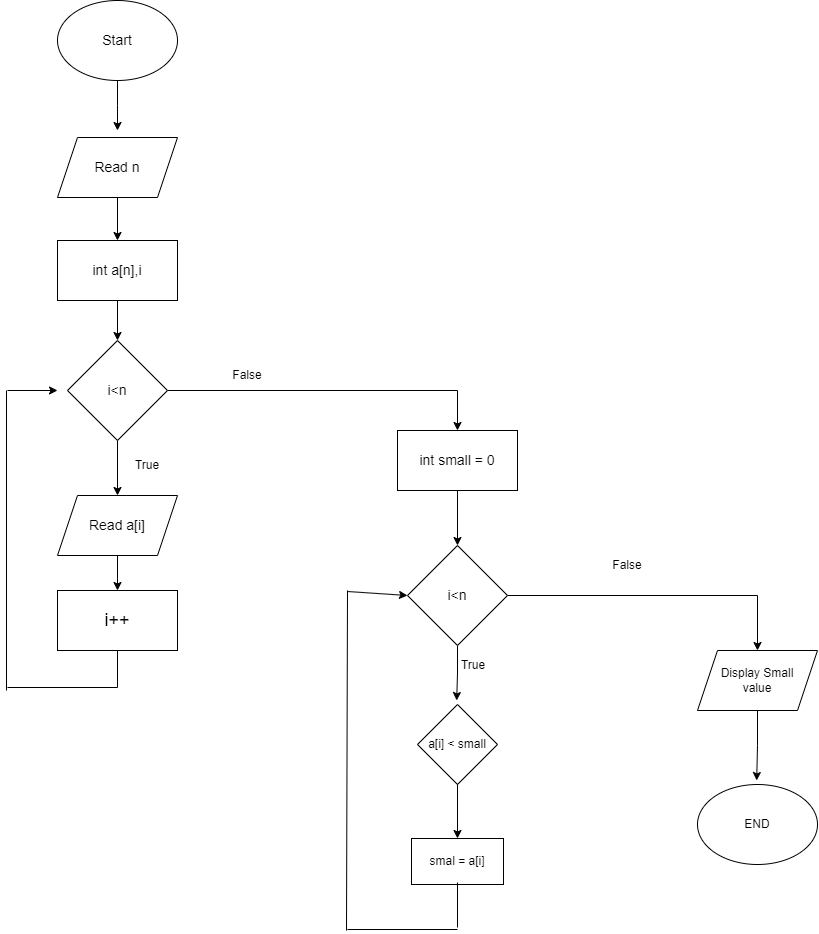 Start
Read n
int a[n],i
i<n
False
True
Read a[i]
i++
int small = 0
i<n
False
True
a[i] < small
smal = a[i]
Display Small
value
END